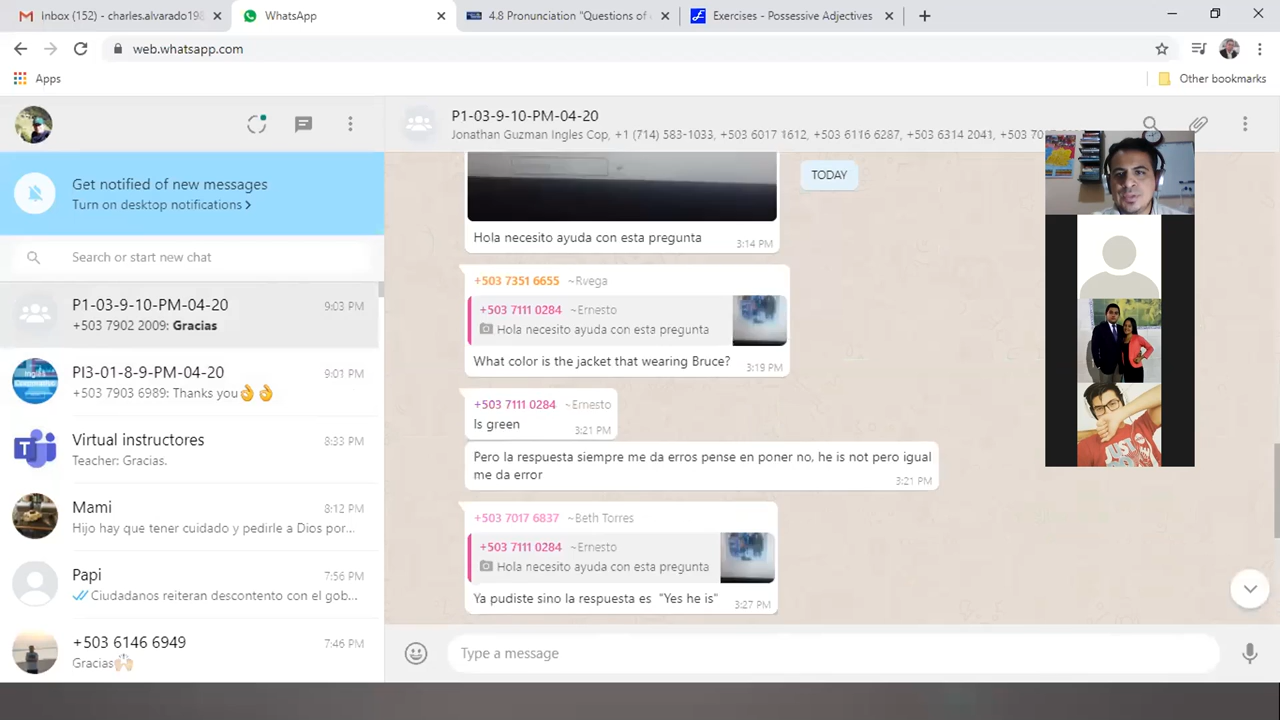 Inbox (152) - charles.alvarado198
WhatsApp
4.8 Pronunciation "Questions of
Exercises - Possessive Adjectives
web.whatsapp.com
Apps
Other bookmarks
Get notified of new messages
Turn on desktop notifications >
Search or start new chat
P1-03-9-10-PM-04-20
9:03 PM
+503 7902 2009: Gracias
PI3-01-8-9-PM-04-20
9:01 PM
+503 7903 6989: Thank you👌👌
Virtual instructores
8:33 PM
Teacher: Gracias.
Mami
8:12 PM
Hijo hay que tener cuidado y pedirle a Dios por...
Papi
7:56 PM
Ciudadanos reiteran descontento con el gob...
+503 6146 6949
7:46 PM
Gracias🙌🏻
P1-03-9-10-PM-04-20
Jonathan Guzman Ingles Cop, +1 (714) 583-1033, +503 6017 1612, +503 6116 6287, +503 6314 2041, +503 70
TODAY
Hola necesito ayuda con esta pregunta
3:14 PM
+503 7351 6655 ~Rvega
+503 7111 0284 ~Ernesto
Hola necesito ayuda con esta pregunta
What color is the jacket that wearing Bruce?
3:19 PM
+503 7111 0284 ~Ernesto
Is green
3:21 PM
Pero la respuesta siempre me da erros pense en poner no, he is not pero igual
me da error
3:21 PM
+503 7017 6837 ~Beth Torres
+503 7111 0284 ~Ernesto
Hola necesito ayuda con esta pregunta
Ya pudiste sino la respuesta es "Yes he is"
3:27 PM
Type a message